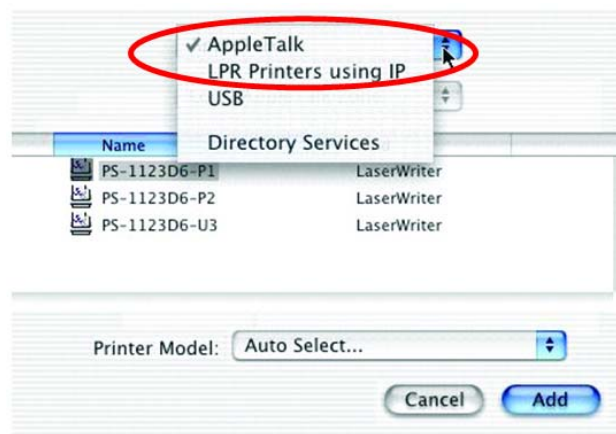 ✓ AppleTalk
LPR Printers using IP
USB
Directory Services
Name
PS-1123D6-P1 LaserWriter
PS-1123D6-P2 LaserWriter
PS-1123D6-U3 LaserWriter
Printer Model: Auto Select...
Cancel Add